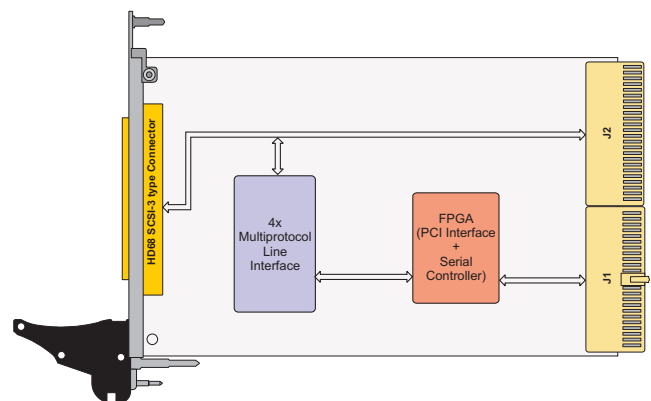 HD68 SCSI-3 type Connector
4x
Multiprotocol
Line
Interface
FPGA
(PCI Interface
+
Serial
Controller)
J2
J1